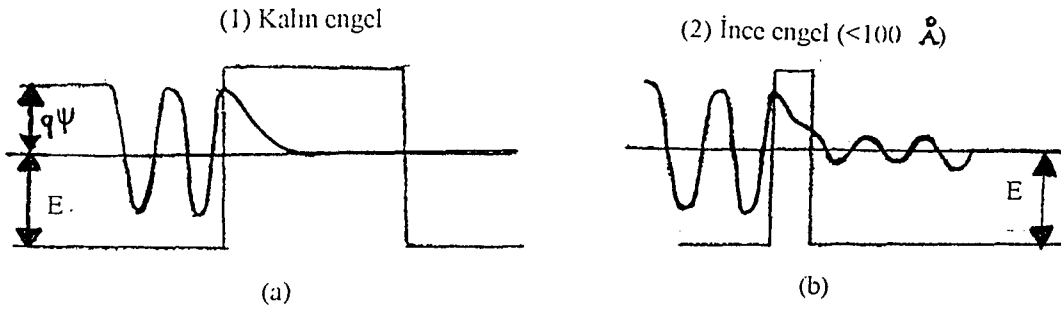 (1) Kalın engel
(2) İnce engel (<100 Å)
qψ
E.
E
(a)
(b)